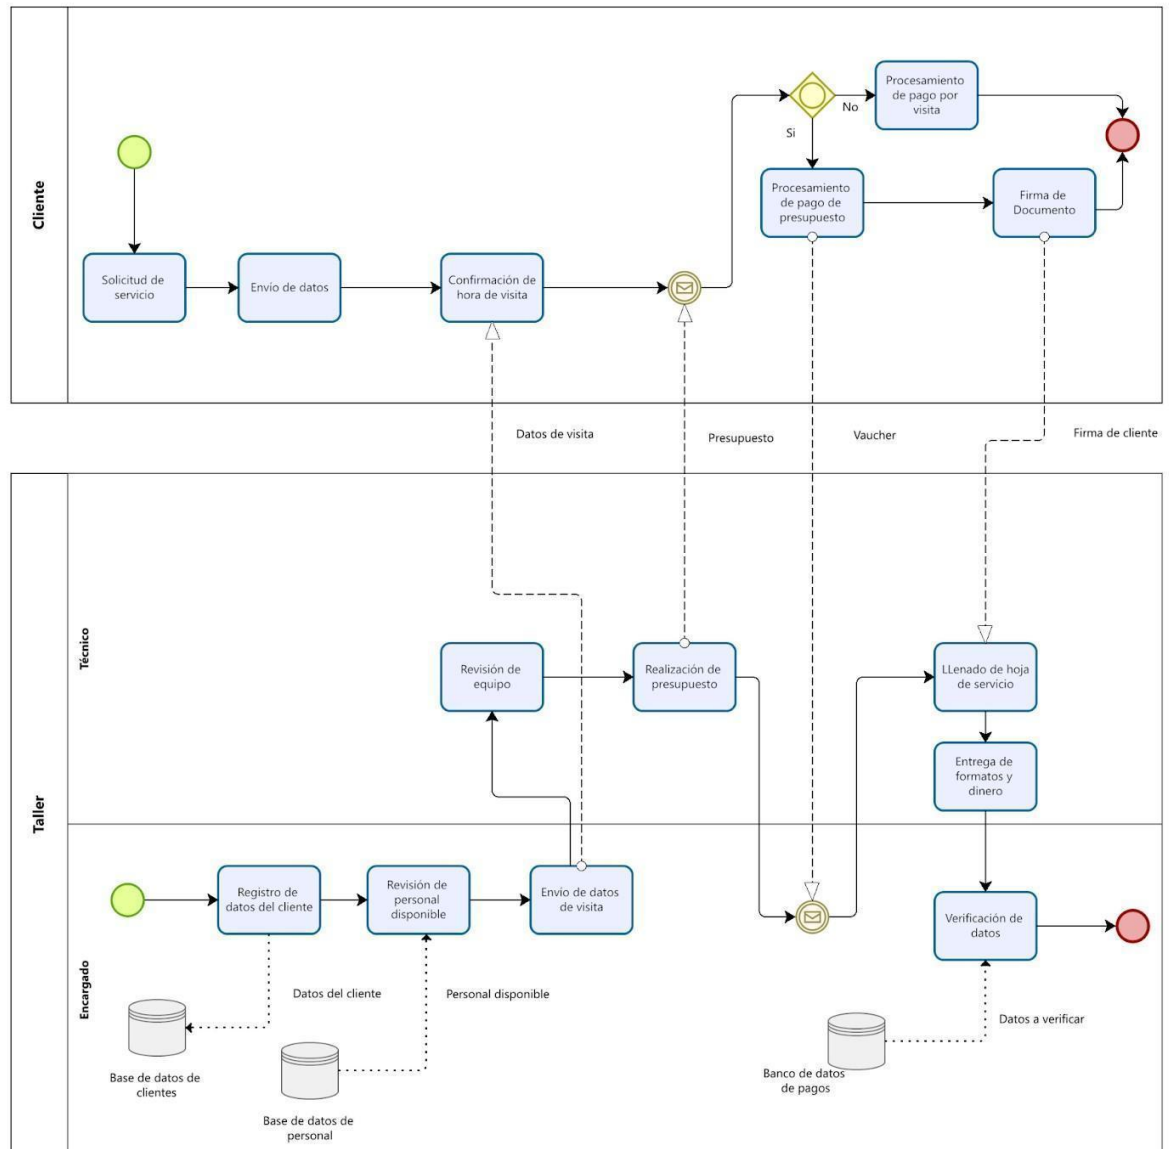 Cliente
Procesamiento
de pago por
visita
No
Si
Procesamiento
de pago de
presupuesto
Firma de
Documento
Solicitud de
servicio
Envío de datos
Confirmación de
hora de visita
Datos de visita
Presupuesto
Vaucher
Firma de cliente
Taller
Técnico
Revisión de
equipo
Realización de
presupuesto
LLenado de hoja
de servicio
Entrega de
formatos y
dinero
Encargado
Registro de
datos del cliente
Revisión de
personal
disponible
Envío de datos
de visita
Verificación de
datos
Datos del cliente
Personal disponible
Datos a verificar
Base de datos de
clientes
Base de datos de
personal
Banco de datos
de pagos